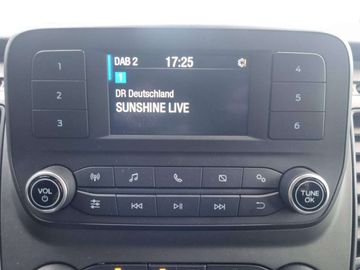 DAB 2 17:25
1
DR Deutschland
SUNSHINE LIVE
1
2
3
4
5
6
VOL
TUNE
OK